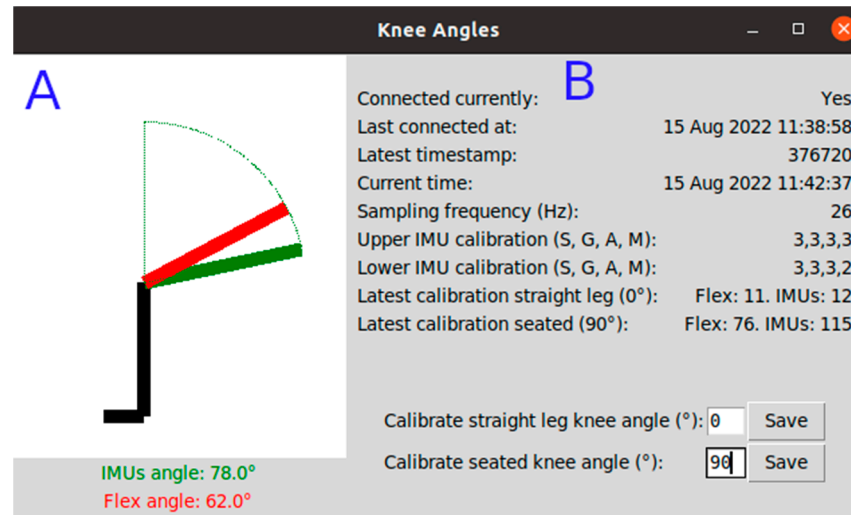 Knee Angles
A
B
Connected currently: Yes
Last connected at: 15 Aug 2022 11:38:58
Latest timestamp: 376720
Current time: 15 Aug 2022 11:42:37
Sampling frequency (Hz): 26
Upper IMU calibration (S, G, A, M): 3,3,3,3
Lower IMU calibration (S, G, A, M): 3,3,3,2
Latest calibration straight leg (0°): Flex: 11. IMUs: 12
Latest calibration seated (90°): Flex: 76. IMUs: 115
Calibrate straight leg knee angle (°): 0 Save
Calibrate seated knee angle (°): 90 Save
IMUs angle: 78.0°
Flex angle: 62.0°